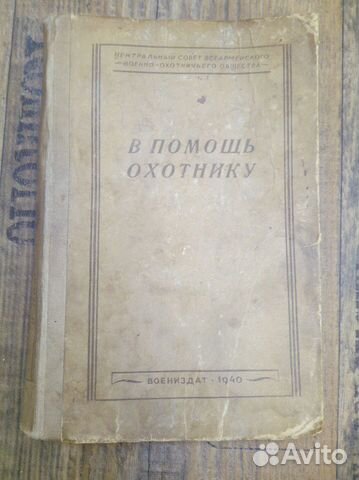 ЦЕНТРАЛЬНЫЙ СОВЕТ ВСЕАРМЕЙСКОГО
ВОЕННО-ОХОТНИЧЬЕГО ОБЩЕСТВА
В ПОМОЩЬ
ОХОТНИКУ
ВОЕНИЗДАТ · 1940
Avito